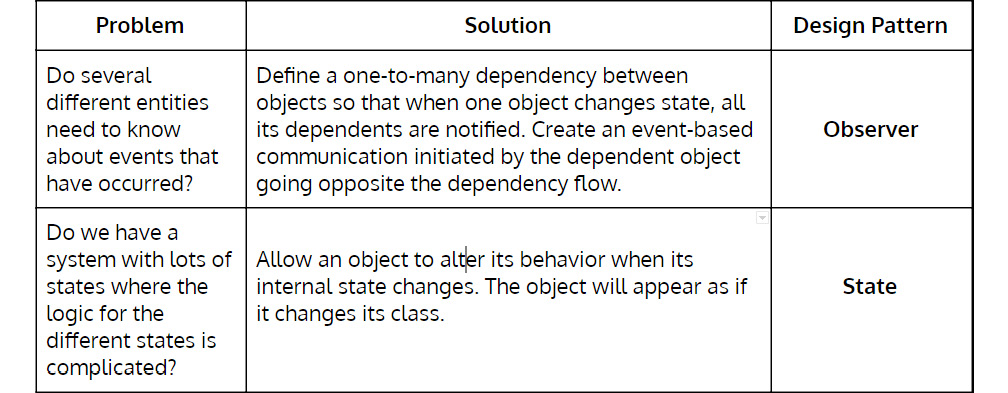 Problem
Solution
Design Pattern
Do several
different entities
need to know
about events that
have occurred?
Define a one-to-many dependency between
objects so that when one object changes state, all
its dependents are notified. Create an event-based
communication initiated by the dependent object
going opposite the dependency flow.
Observer
Do we have a
system with lots of
states where the
logic for the
different states is
complicated?
Allow an object to alter its behavior when its
internal state changes. The object will appear as if
it changes its class.
State